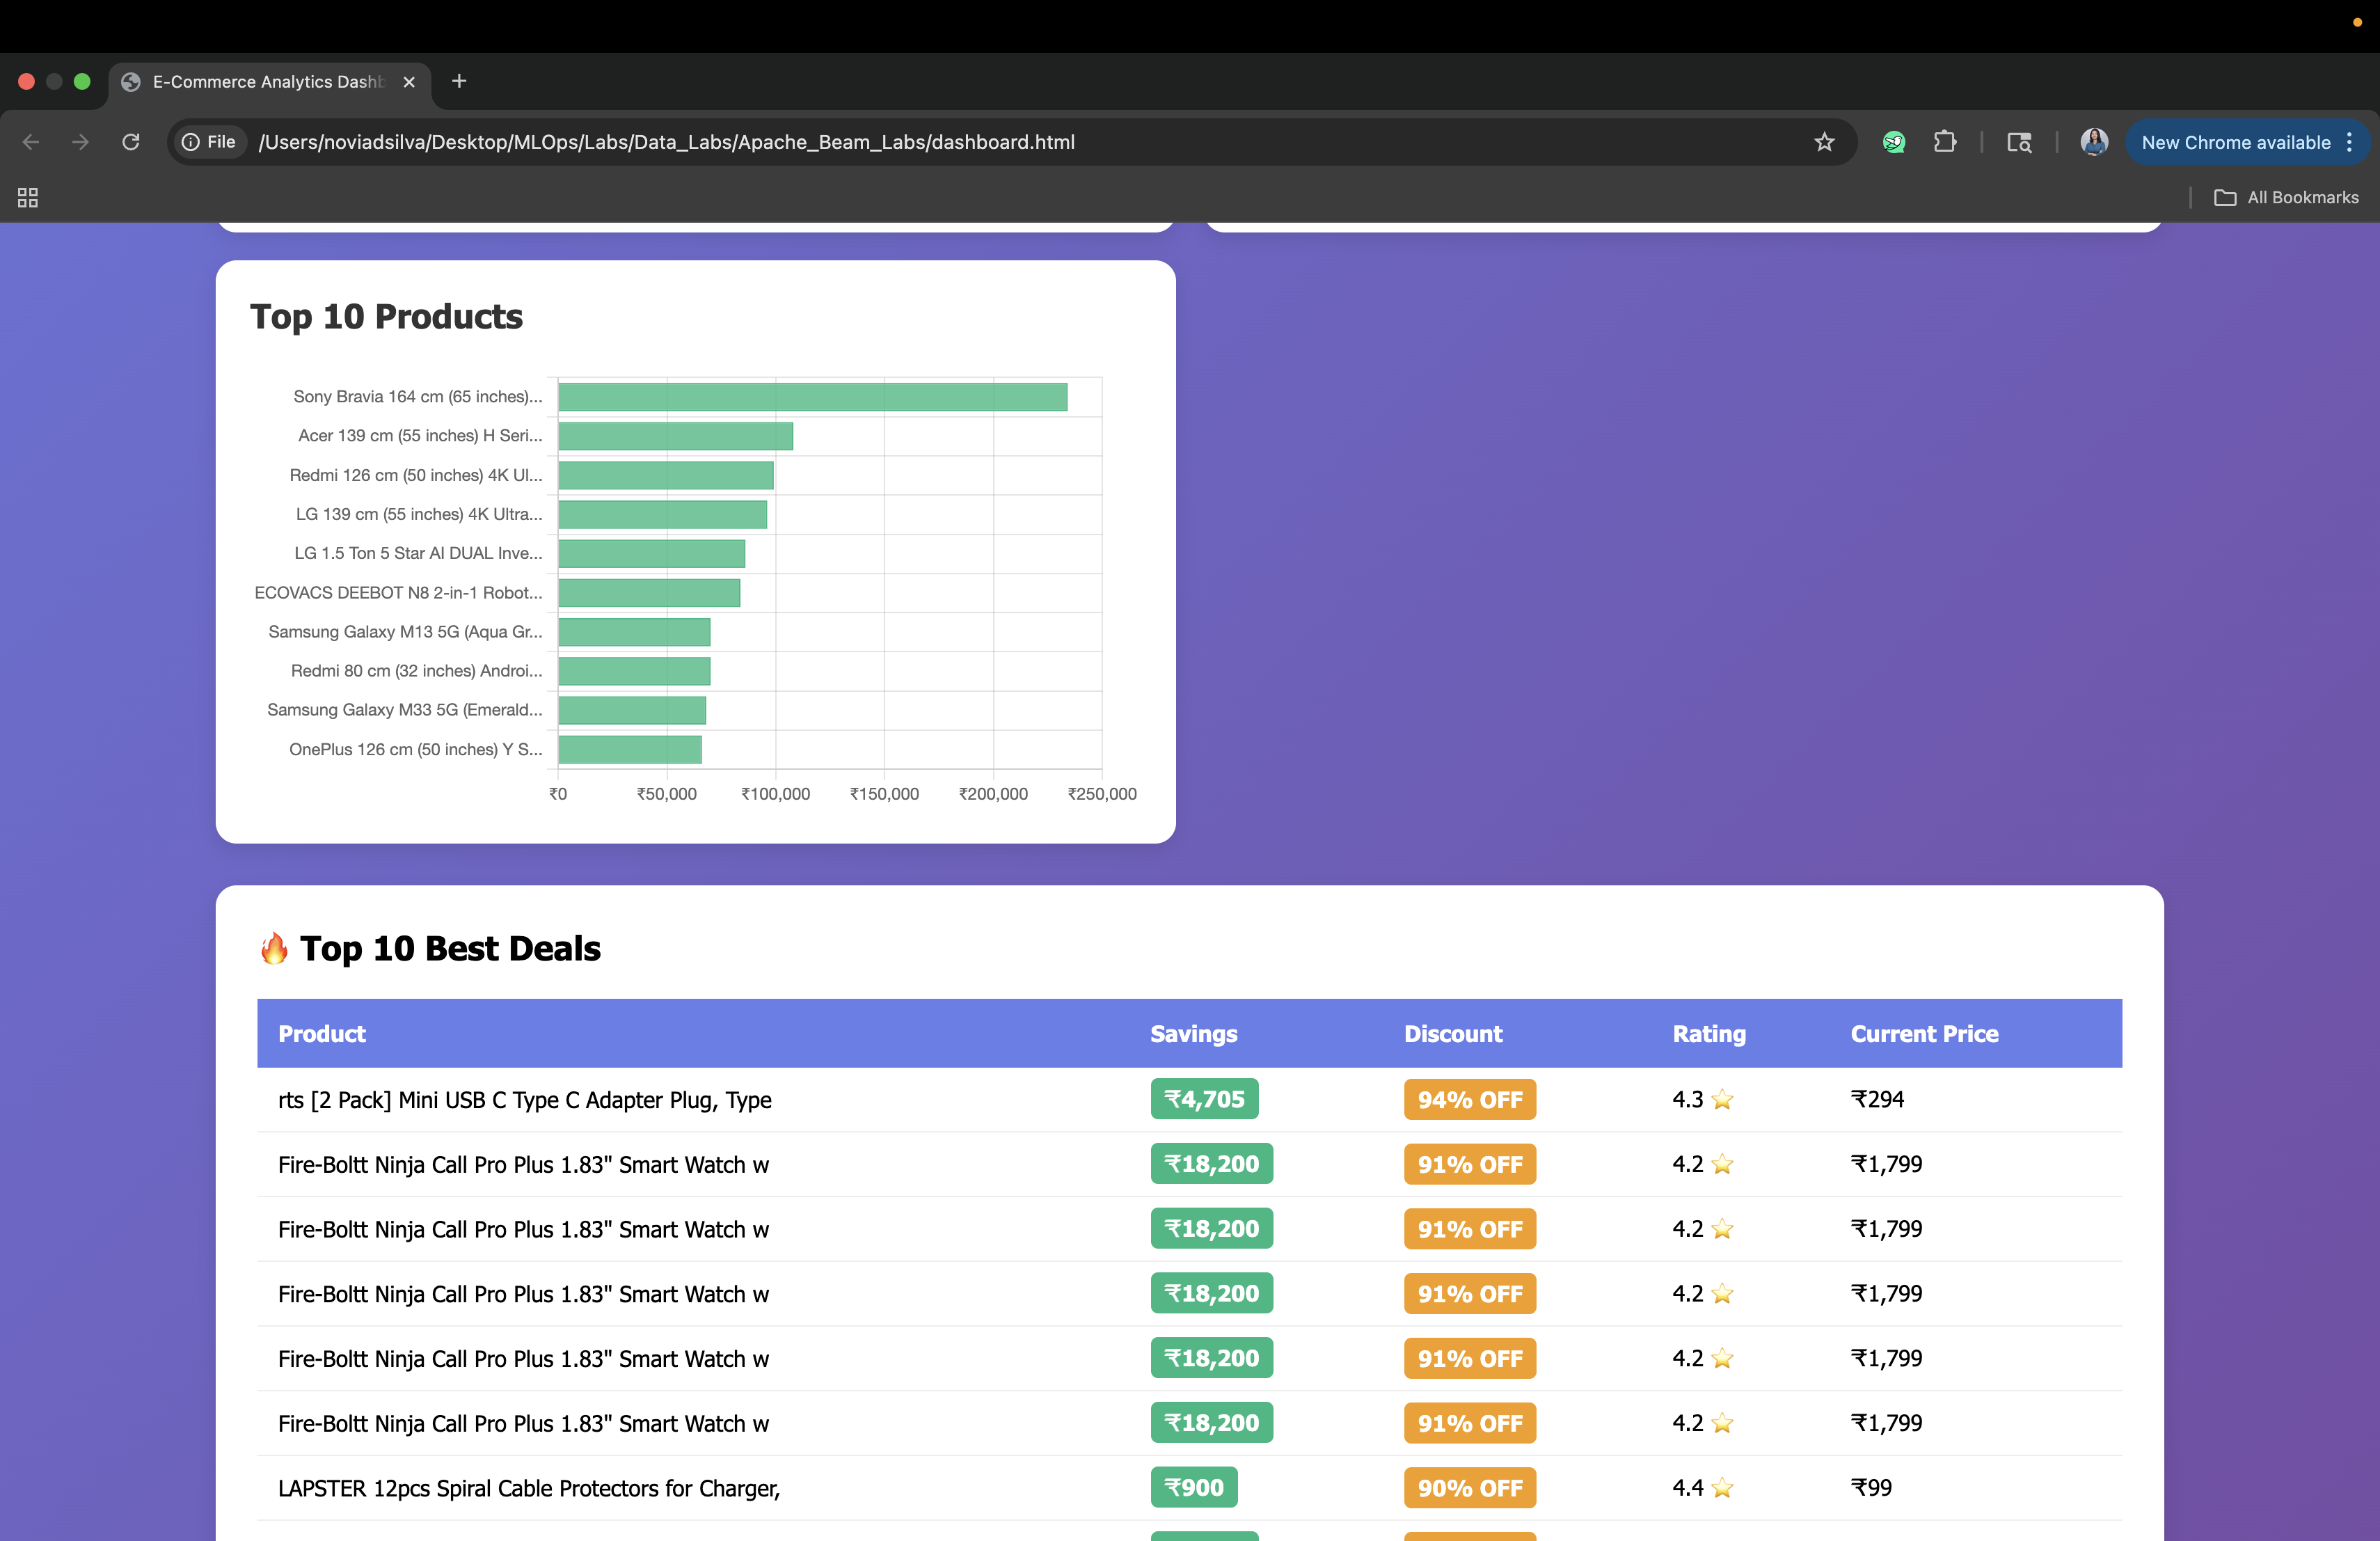 E-Commerce Analytics Dashb
File /Users/noviadsilva/Desktop/MLOps/Labs/Data_Labs/Apache_Beam_Labs/dashboard.html
New Chrome available
All Bookmarks
Top 10 Products
Sony Bravia 164 cm (65 inches)...
Acer 139 cm (55 inches) H Seri...
Redmi 126 cm (50 inches) 4K Ul...
LG 139 cm (55 inches) 4K Ultra...
LG 1.5 Ton 5 Star AI DUAL Inve...
ECOVACS DEEBOT N8 2-in-1 Robot...
Samsung Galaxy M13 5G (Aqua Gr...
Redmi 80 cm (32 inches) Androi...
Samsung Galaxy M33 5G (Emerald...
OnePlus 126 cm (50 inches) Y S...
₹0 ₹50,000 ₹100,000 ₹150,000 ₹200,000 ₹250,000
🔥 Top 10 Best Deals
Product Savings Discount Rating Current Price
rts [2 Pack] Mini USB C Type C Adapter Plug, Type ₹4,705 94% OFF 4.3 ⭐ ₹294
Fire-Boltt Ninja Call Pro Plus 1.83" Smart Watch w ₹18,200 91% OFF 4.2 ⭐ ₹1,799
Fire-Boltt Ninja Call Pro Plus 1.83" Smart Watch w ₹18,200 91% OFF 4.2 ⭐ ₹1,799
Fire-Boltt Ninja Call Pro Plus 1.83" Smart Watch w ₹18,200 91% OFF 4.2 ⭐ ₹1,799
Fire-Boltt Ninja Call Pro Plus 1.83" Smart Watch w ₹18,200 91% OFF 4.2 ⭐ ₹1,799
Fire-Boltt Ninja Call Pro Plus 1.83" Smart Watch w ₹18,200 91% OFF 4.2 ⭐ ₹1,799
LAPSTER 12pcs Spiral Cable Protectors for Charger, ₹900 90% OFF 4.4 ⭐ ₹99